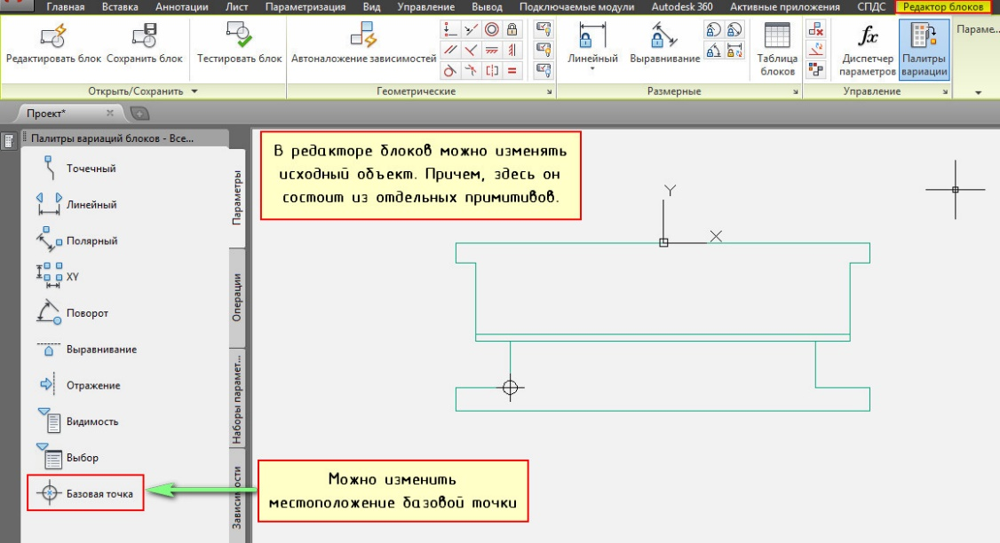 Главная Вставка Аннотации Лист Параметризация Вид Управление Вывод Подключаемые модули Autodesk 360 Активные приложения СПДС Редактор блоков
Редактировать блок Сохранить блок Тестировать блок Автоналожение зависимостей Линейный Выравнивание Таблица блоков fx Диспетчер параметров Палитры вариации Параме...
Открыть/Сохранить Геометрические Размерные Управление
Проект*
Палитры вариаций блоков - Все...
Точечный
Линейный
Полярный
XY
Поворот
Выравнивание
Отражение
Видимость
Выбор
Базовая точка
Параметры
Операции
Наборы парамет...
Зависимости
В редакторе блоков можно изменять
исходный объект. Причем, здесь он
состоит из отдельных примитивов.
Y
X
Можно изменить
местоположение базовой точки